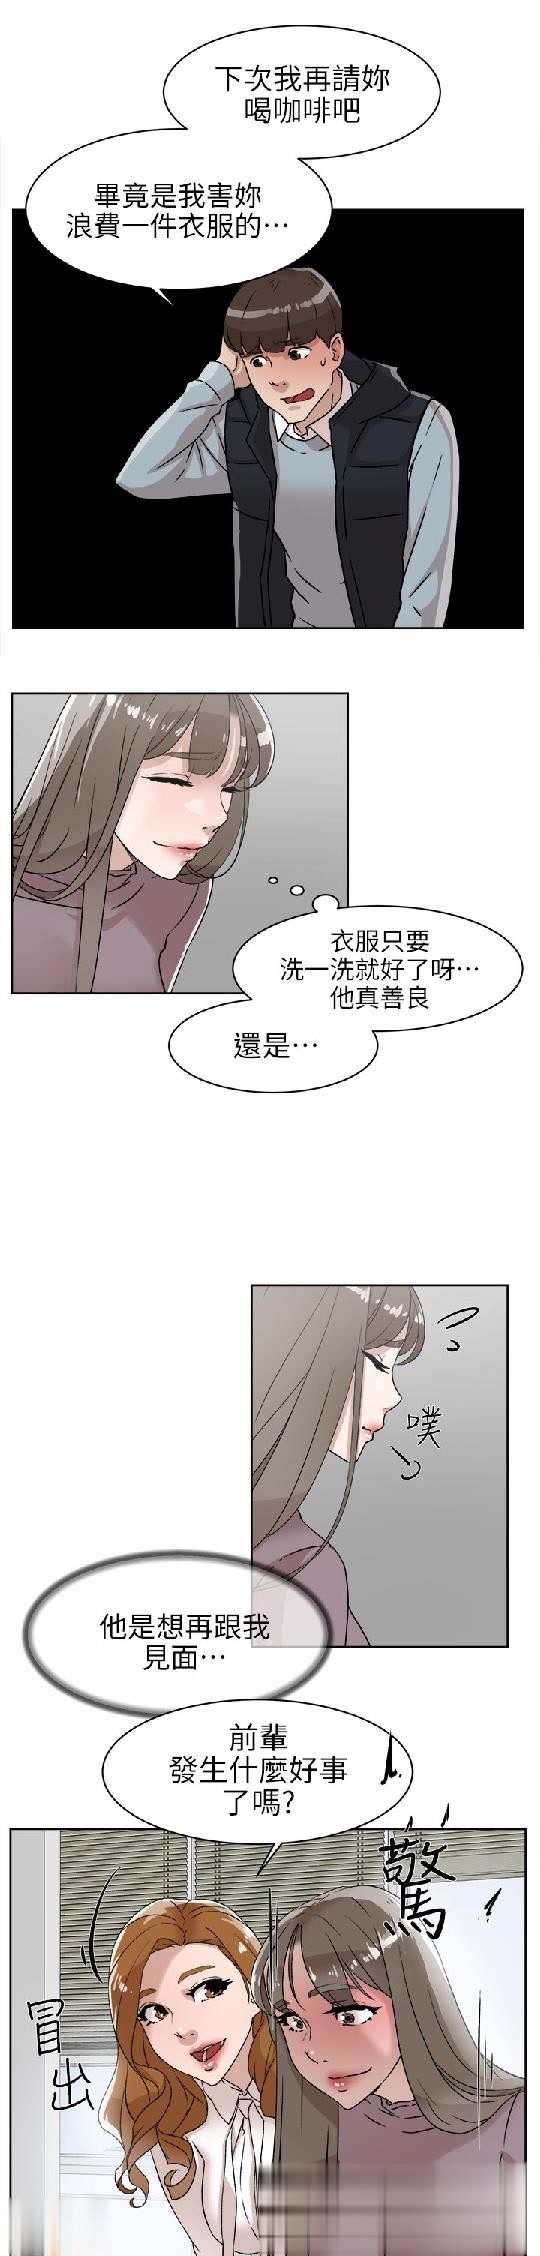 下次我再請妳
喝咖啡吧
畢竟是我害妳
浪費一件衣服的…
衣服只要
洗一洗就好了呀…
他真善良
還是…
噗
他是想再跟我
見面…
前輩
發生什麼好事
了嗎?
驚
冒出